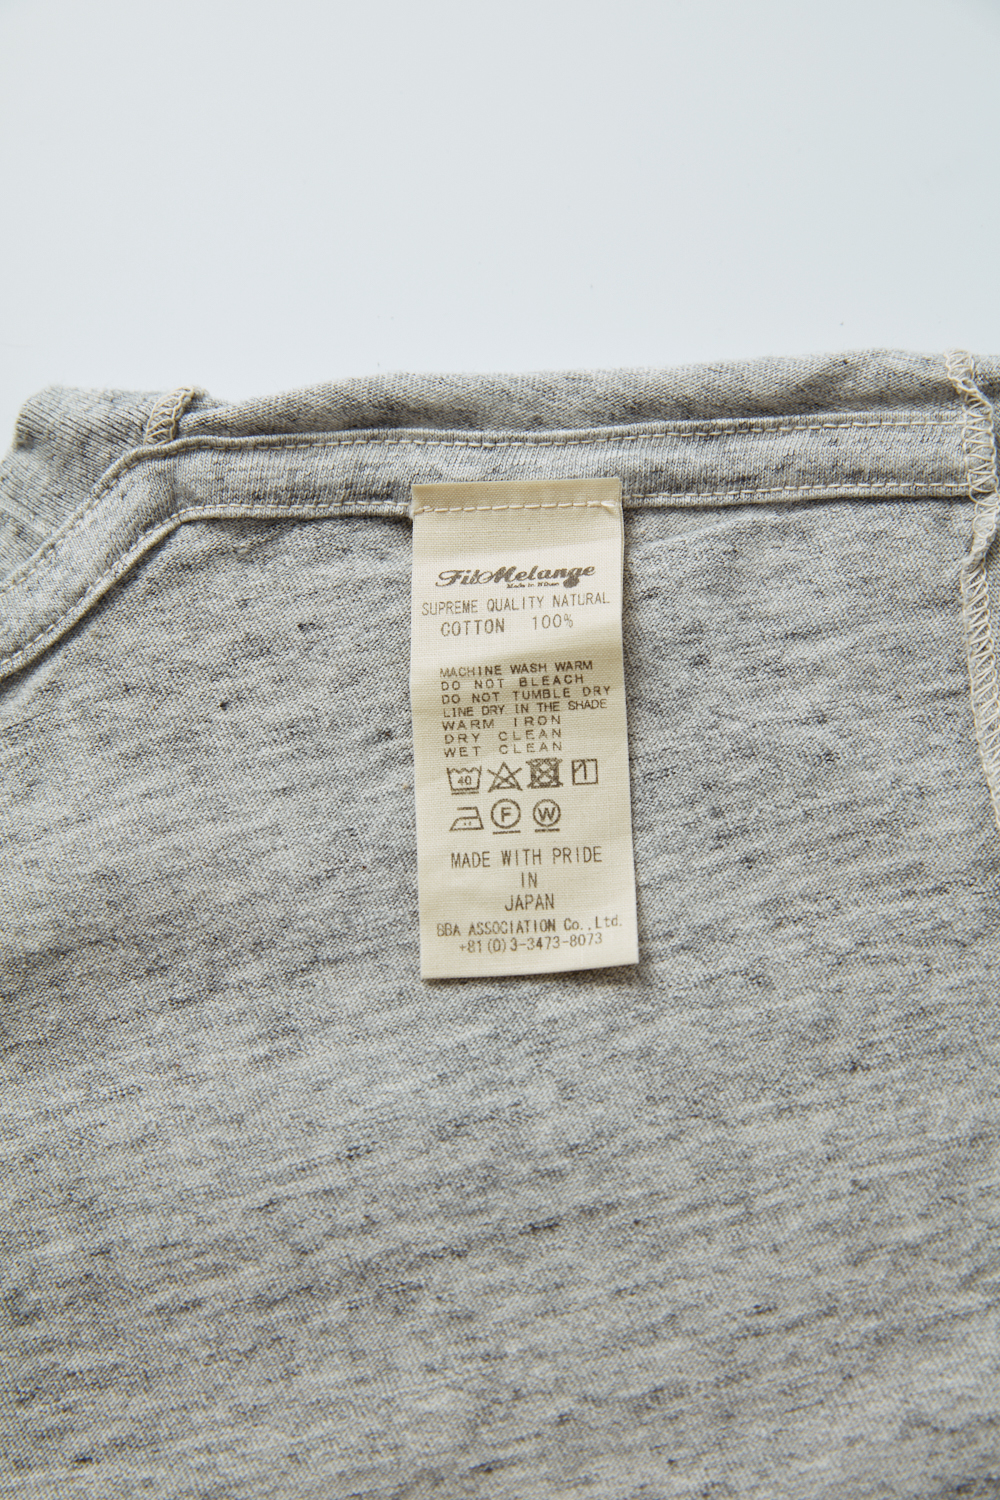 FilMelange
SUPREME QUALITY NATURAL
COTTON 100%
MACHINE WASH WARM
DO NOT BLEACH
DO NOT TUMBLE DRY
LINE DRY IN THE SHADE
WARM IRON
DRY CLEAN
WET CLEAN
40
F W
MADE WITH PRIDE
IN
JAPAN
BBA ASSOCIATION Co.,Ltd.
+81(0)3-3473-8073